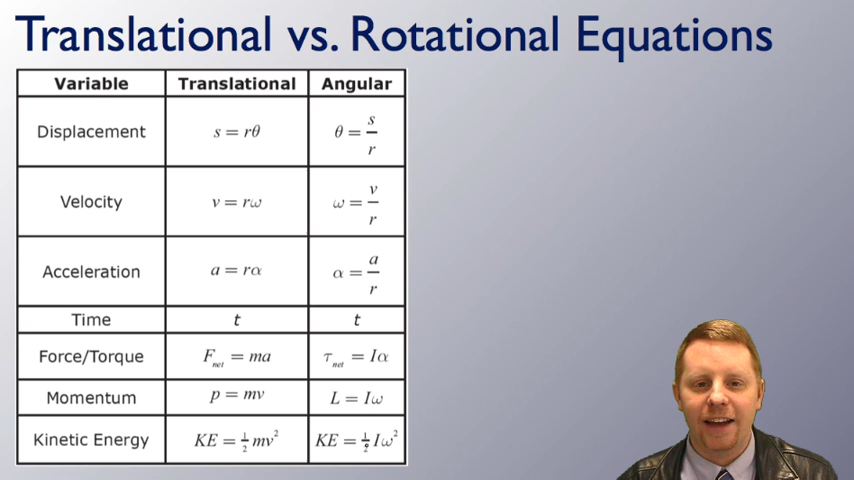 Translational vs. Rotational Equations
Variable Translational Angular
Displacement s = rθ θ = s/r
Velocity v = rω ω = v/r
Acceleration a = rα α = a/r
Time t t
Force/Torque F_net = ma τ_net = Iα
Momentum p = mv L = Iω
Kinetic Energy KE = ½mv² KE = ½Iω²